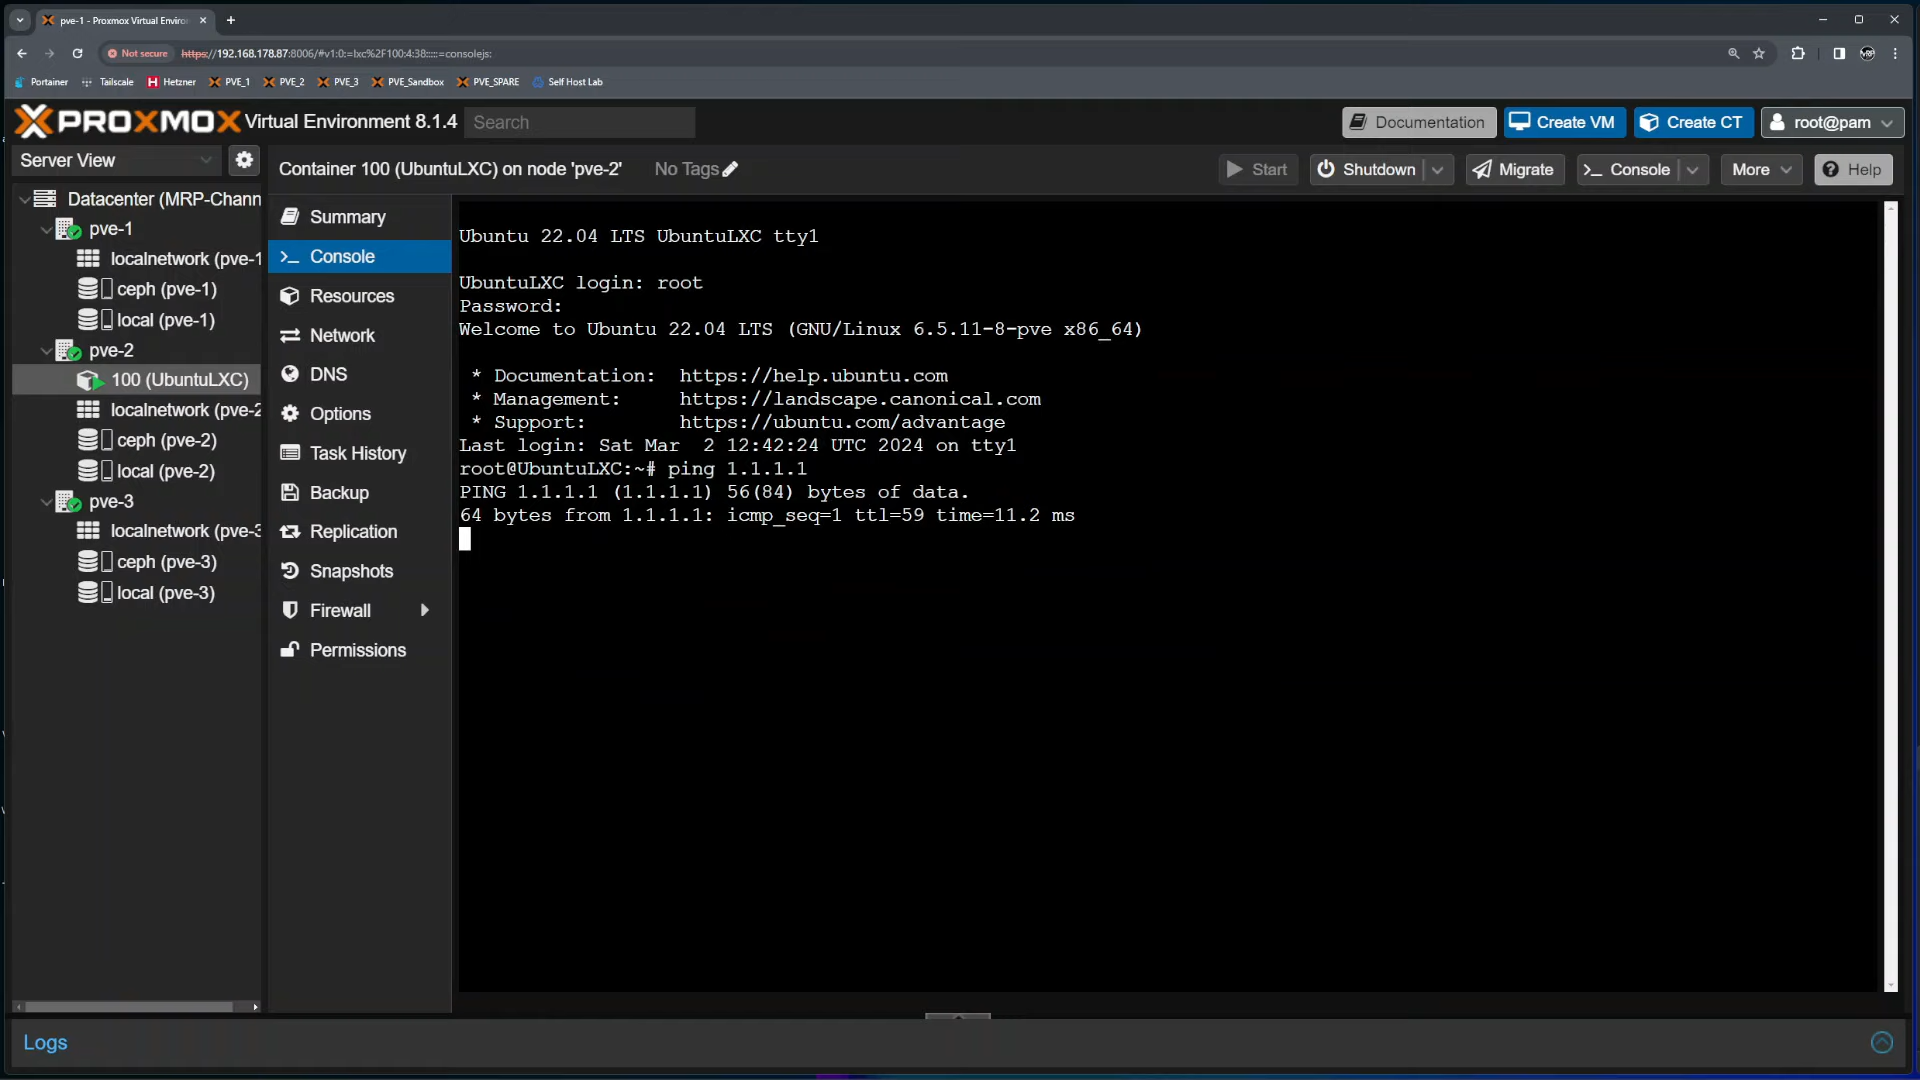 pve-1 - Proxmox Virtual Enviro
Not secure https://192.168.178.87:8006/#v1:0:=lxc%2F100:4:38:::::=consolejs:
Portainer Tailscale Hetzner PVE_1 PVE_2 PVE_3 PVE_Sandbox PVE_SPARE Self Host Lab
PROXMOX Virtual Environment 8.1.4 Search Documentation Create VM Create CT root@pam
Server View
Container 100 (UbuntuLXC) on node 'pve-2' No Tags Start Shutdown Migrate >_ Console More Help
Datacenter (MRP-Chann
pve-1
localnetwork (pve-1
ceph (pve-1)
local (pve-1)
pve-2
100 (UbuntuLXC)
localnetwork (pve-2
ceph (pve-2)
local (pve-2)
pve-3
localnetwork (pve-3
ceph (pve-3)
local (pve-3)
Summary
>_ Console
Resources
Network
DNS
Options
Task History
Backup
Replication
Snapshots
Firewall
Permissions
Ubuntu 22.04 LTS UbuntuLXC tty1
UbuntuLXC login: root
Password:
Welcome to Ubuntu 22.04 LTS (GNU/Linux 6.5.11-8-pve x86_64)
* Documentation: https://help.ubuntu.com
* Management: https://landscape.canonical.com
* Support: https://ubuntu.com/advantage
Last login: Sat Mar 2 12:42:24 UTC 2024 on tty1
root@UbuntuLXC:~# ping 1.1.1.1
PING 1.1.1.1 (1.1.1.1) 56(84) bytes of data.
64 bytes from 1.1.1.1: icmp_seq=1 ttl=59 time=11.2 ms
Logs